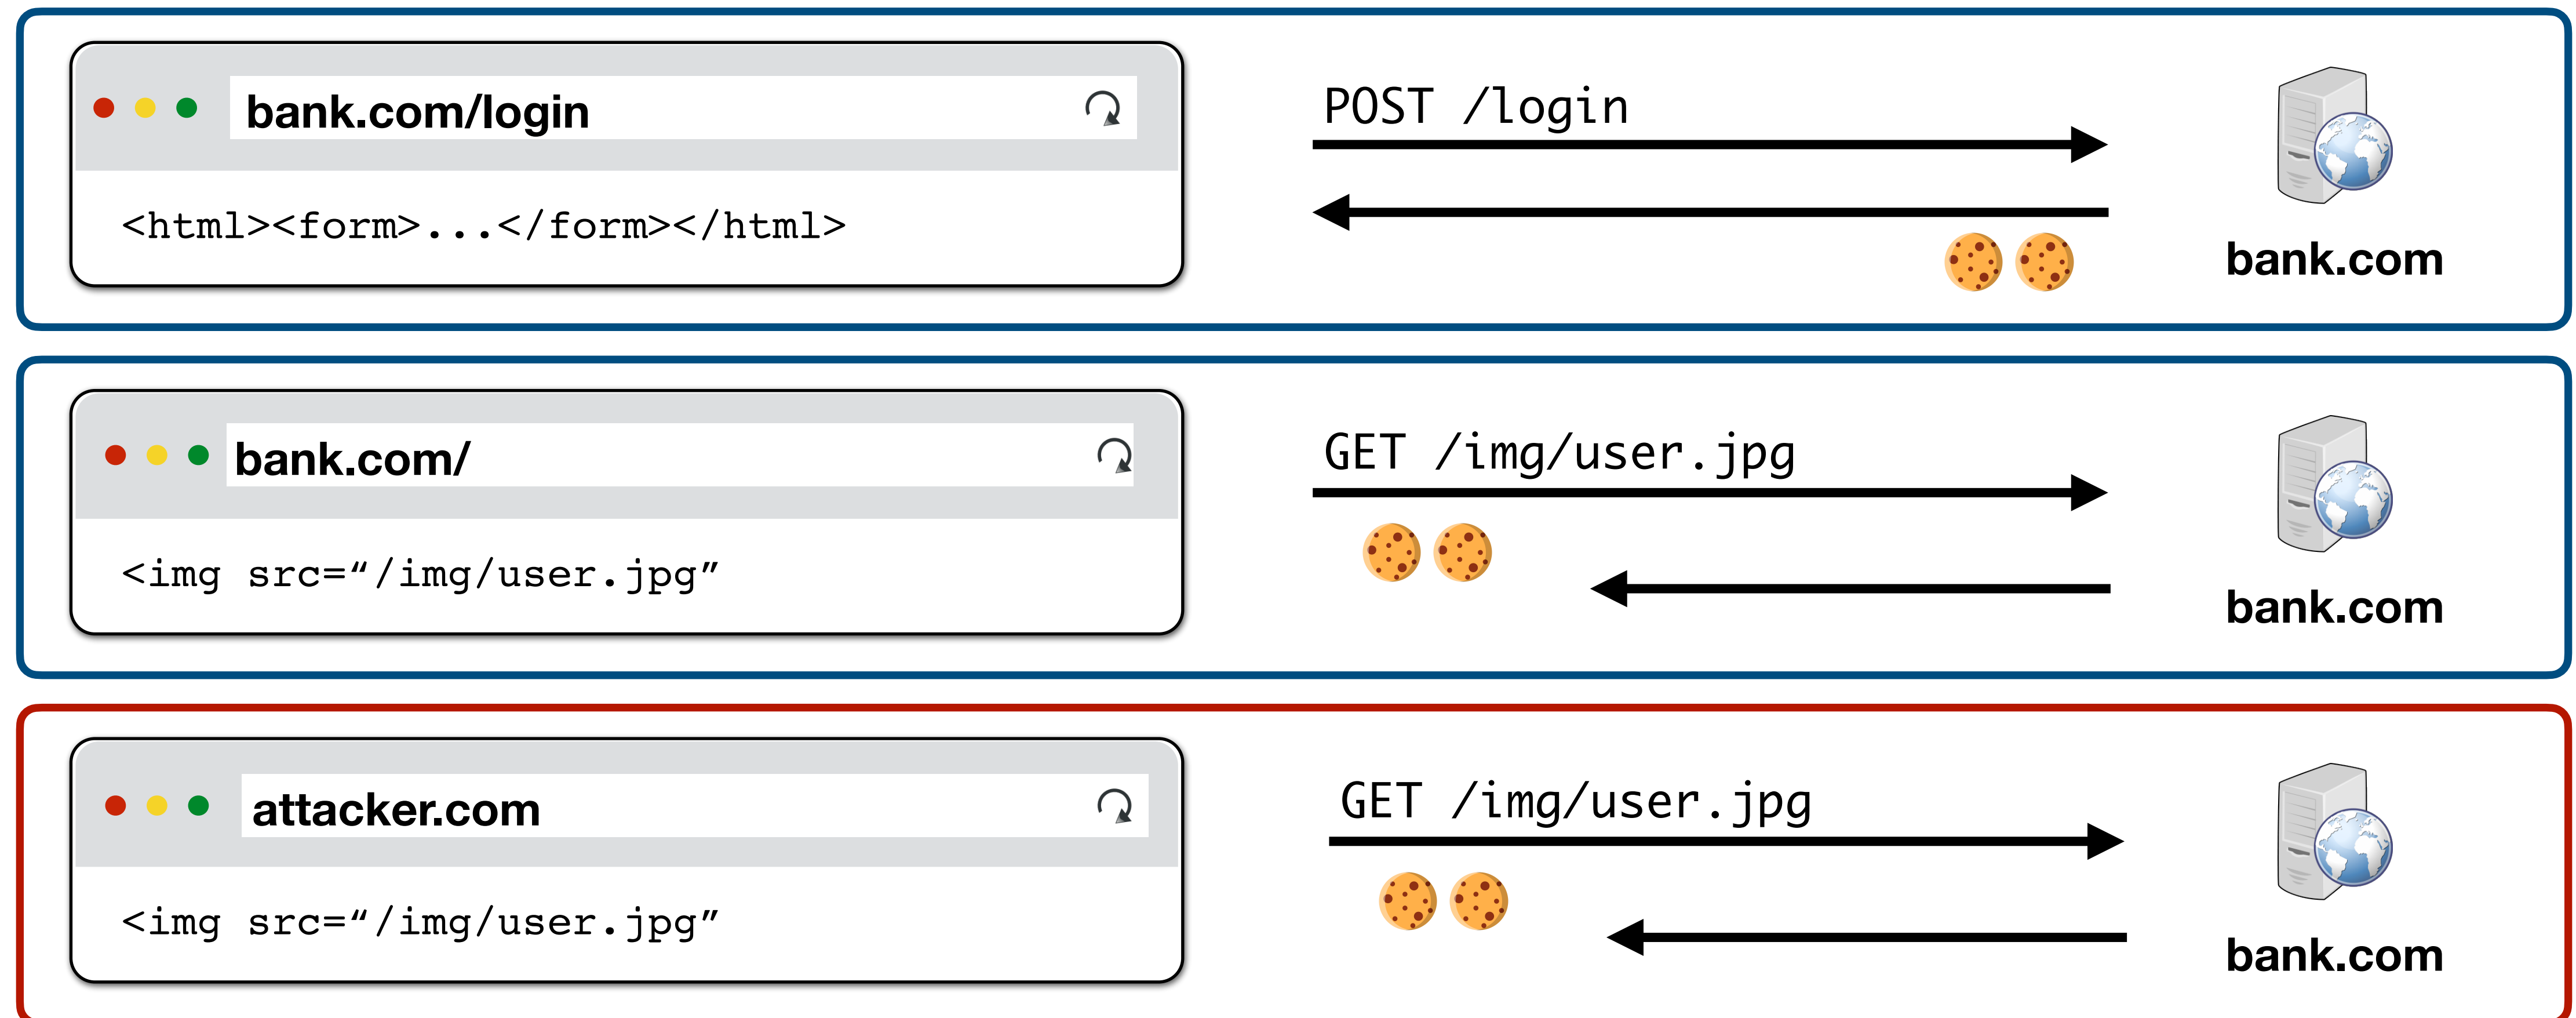 bank.com/login
POST /login
<html><form>...</form></html>
bank.com
bank.com/
GET /img/user.jpg
<img src=“/img/user.jpg”
bank.com
attacker.com
GET /img/user.jpg
<img src=“/img/user.jpg”
bank.com